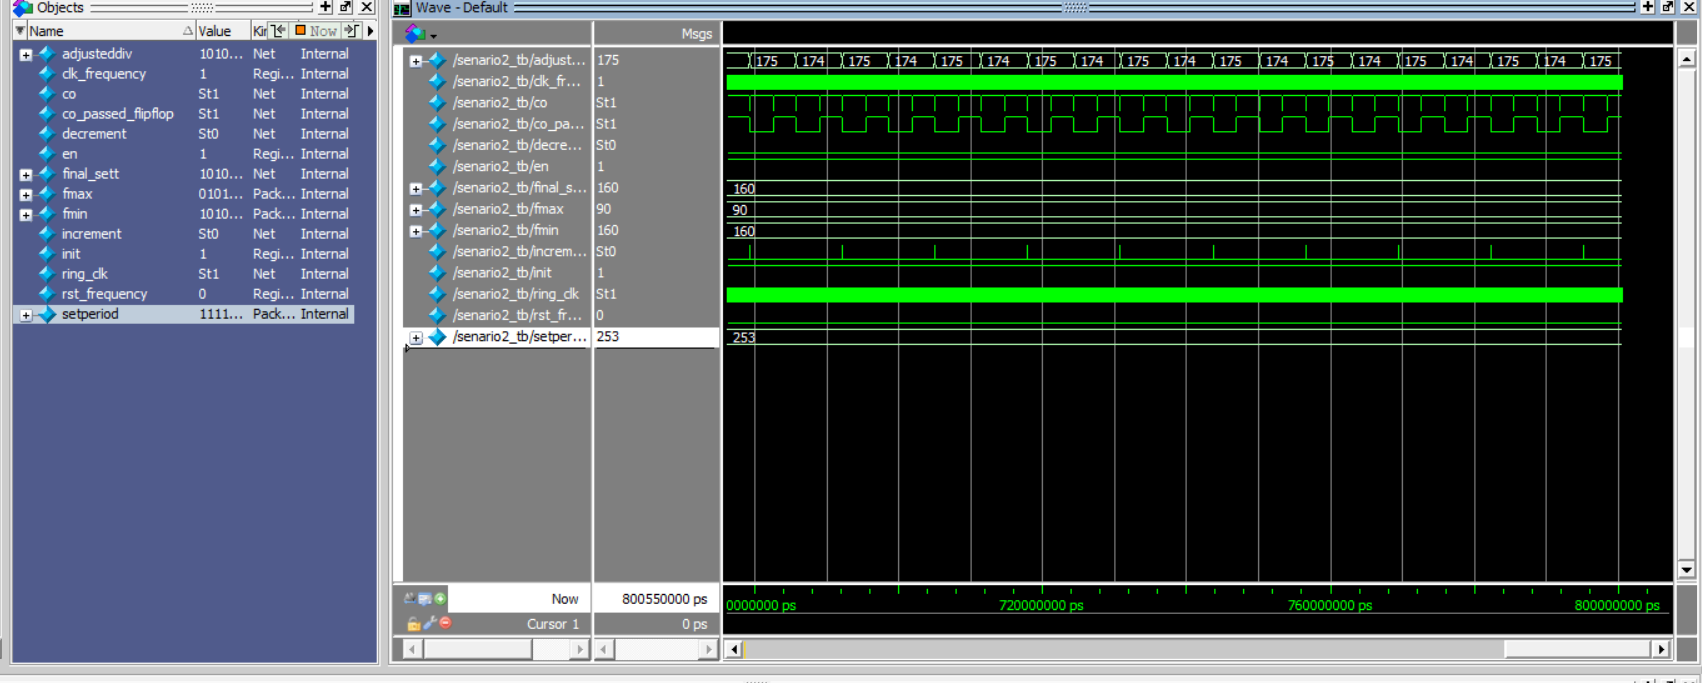 Objects
Name Value Kin Now
adjusteddiv 1010... Net Internal
clk_frequency 1 Regi... Internal
co St1 Net Internal
co_passed_flipflop St1 Net Internal
decrement St0 Net Internal
en 1 Regi... Internal
final_sett 1010... Net Internal
fmax 0101... Pack... Internal
fmin 1010... Pack... Internal
increment St0 Net Internal
init 1 Regi... Internal
ring_clk St1 Net Internal
rst_frequency 0 Regi... Internal
setperiod 1111... Pack... Internal
Wave - Default
Msgs
/senario2_tb/adjust... 175 175 174 175 174 175 174 175 174 175 174 175 174 175 174 175 174 175 174 175
/senario2_tb/clk_fr... 1
/senario2_tb/co St1
/senario2_tb/co_pa... St1
/senario2_tb/decre... St0
/senario2_tb/en 1
/senario2_tb/final_s... 160 160
/senario2_tb/fmax 90 90
/senario2_tb/fmin 160 160
/senario2_tb/increm... St0
/senario2_tb/init 1
/senario2_tb/ring_clk St1
/senario2_tb/rst_fr... 0
/senario2_tb/setper... 253 253
Now 800550000 ps 0000000 ps 720000000 ps 760000000 ps 800000000 ps
Cursor 1 0 ps